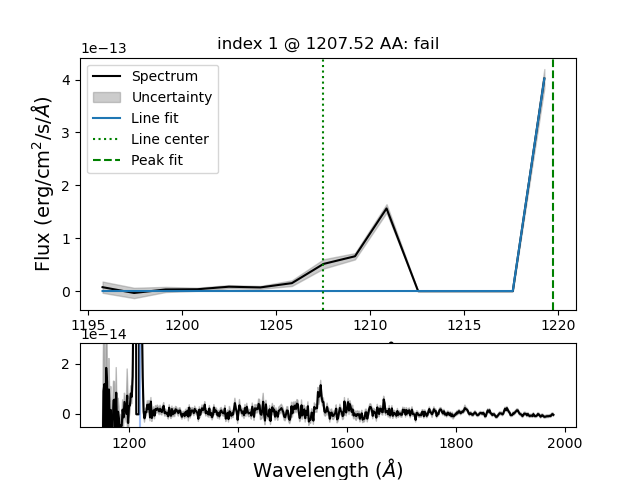 index 1 @ 1207.52 AA: fail
1e−13
Spectrum
Uncertainty
Line fit
Line center
Peak fit
Flux (erg/cm²/s/Å)
4
3
2
1
0
1195 1200 1205 1210 1215 1220
1e−14
2
0
1200 1400 1600 1800 2000
Wavelength (Å)